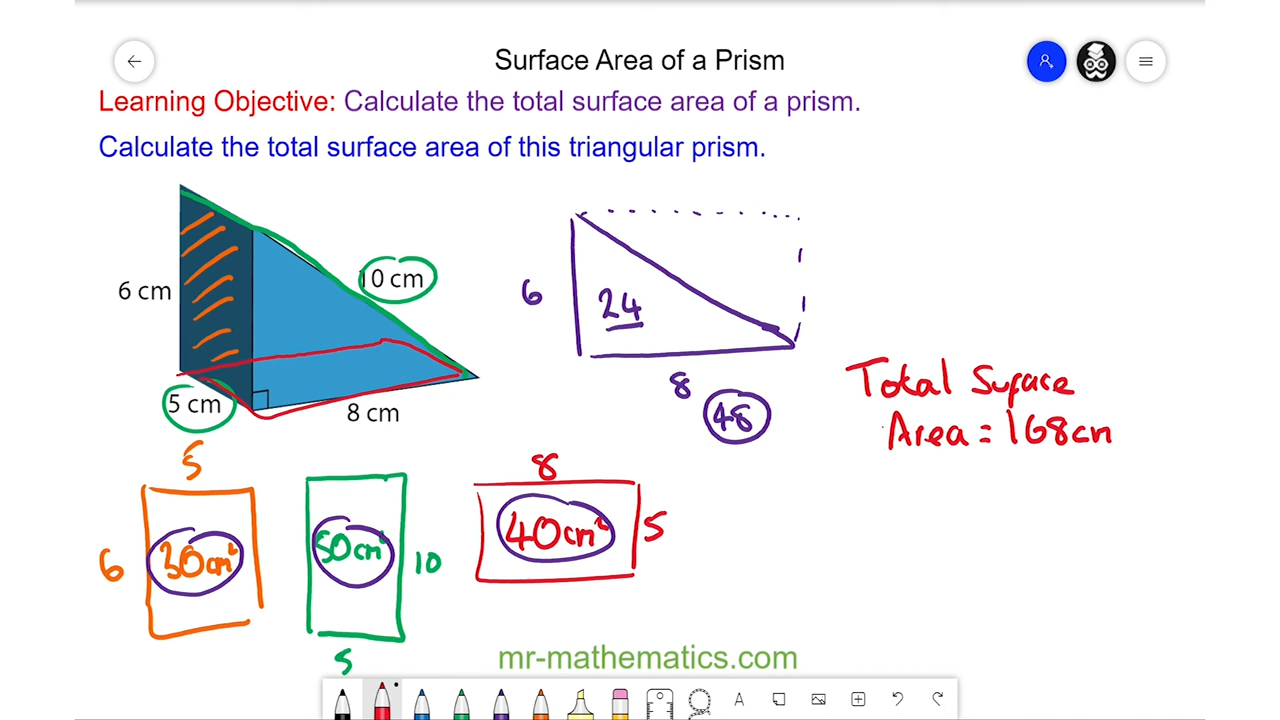 Surface Area of a Prism
Learning Objective: Calculate the total surface area of a prism.
Calculate the total surface area of this triangular prism.
6 cm
10 cm
5 cm
8 cm
6
24
8
48
Total Suface
Area = 168cm
5
6
30cm²
50cm²
10
5
8
40cm²
5
mr-mathematics.com
A